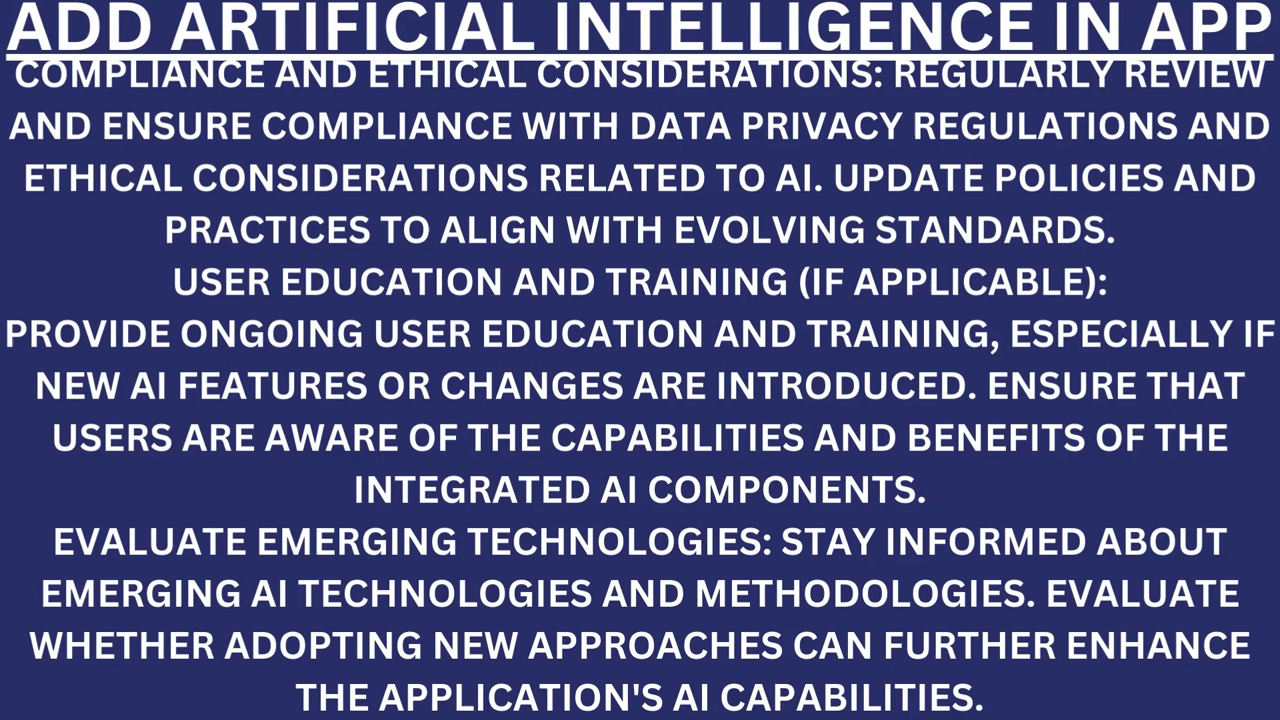 ADD ARTIFICIAL INTELLIGENCE IN APP
COMPLIANCE AND ETHICAL CONSIDERATIONS: REGULARLY REVIEW
AND ENSURE COMPLIANCE WITH DATA PRIVACY REGULATIONS AND
ETHICAL CONSIDERATIONS RELATED TO AI. UPDATE POLICIES AND
PRACTICES TO ALIGN WITH EVOLVING STANDARDS.
USER EDUCATION AND TRAINING (IF APPLICABLE):
PROVIDE ONGOING USER EDUCATION AND TRAINING, ESPECIALLY IF
NEW AI FEATURES OR CHANGES ARE INTRODUCED. ENSURE THAT
USERS ARE AWARE OF THE CAPABILITIES AND BENEFITS OF THE
INTEGRATED AI COMPONENTS.
EVALUATE EMERGING TECHNOLOGIES: STAY INFORMED ABOUT
EMERGING AI TECHNOLOGIES AND METHODOLOGIES. EVALUATE
WHETHER ADOPTING NEW APPROACHES CAN FURTHER ENHANCE
THE APPLICATION'S AI CAPABILITIES.